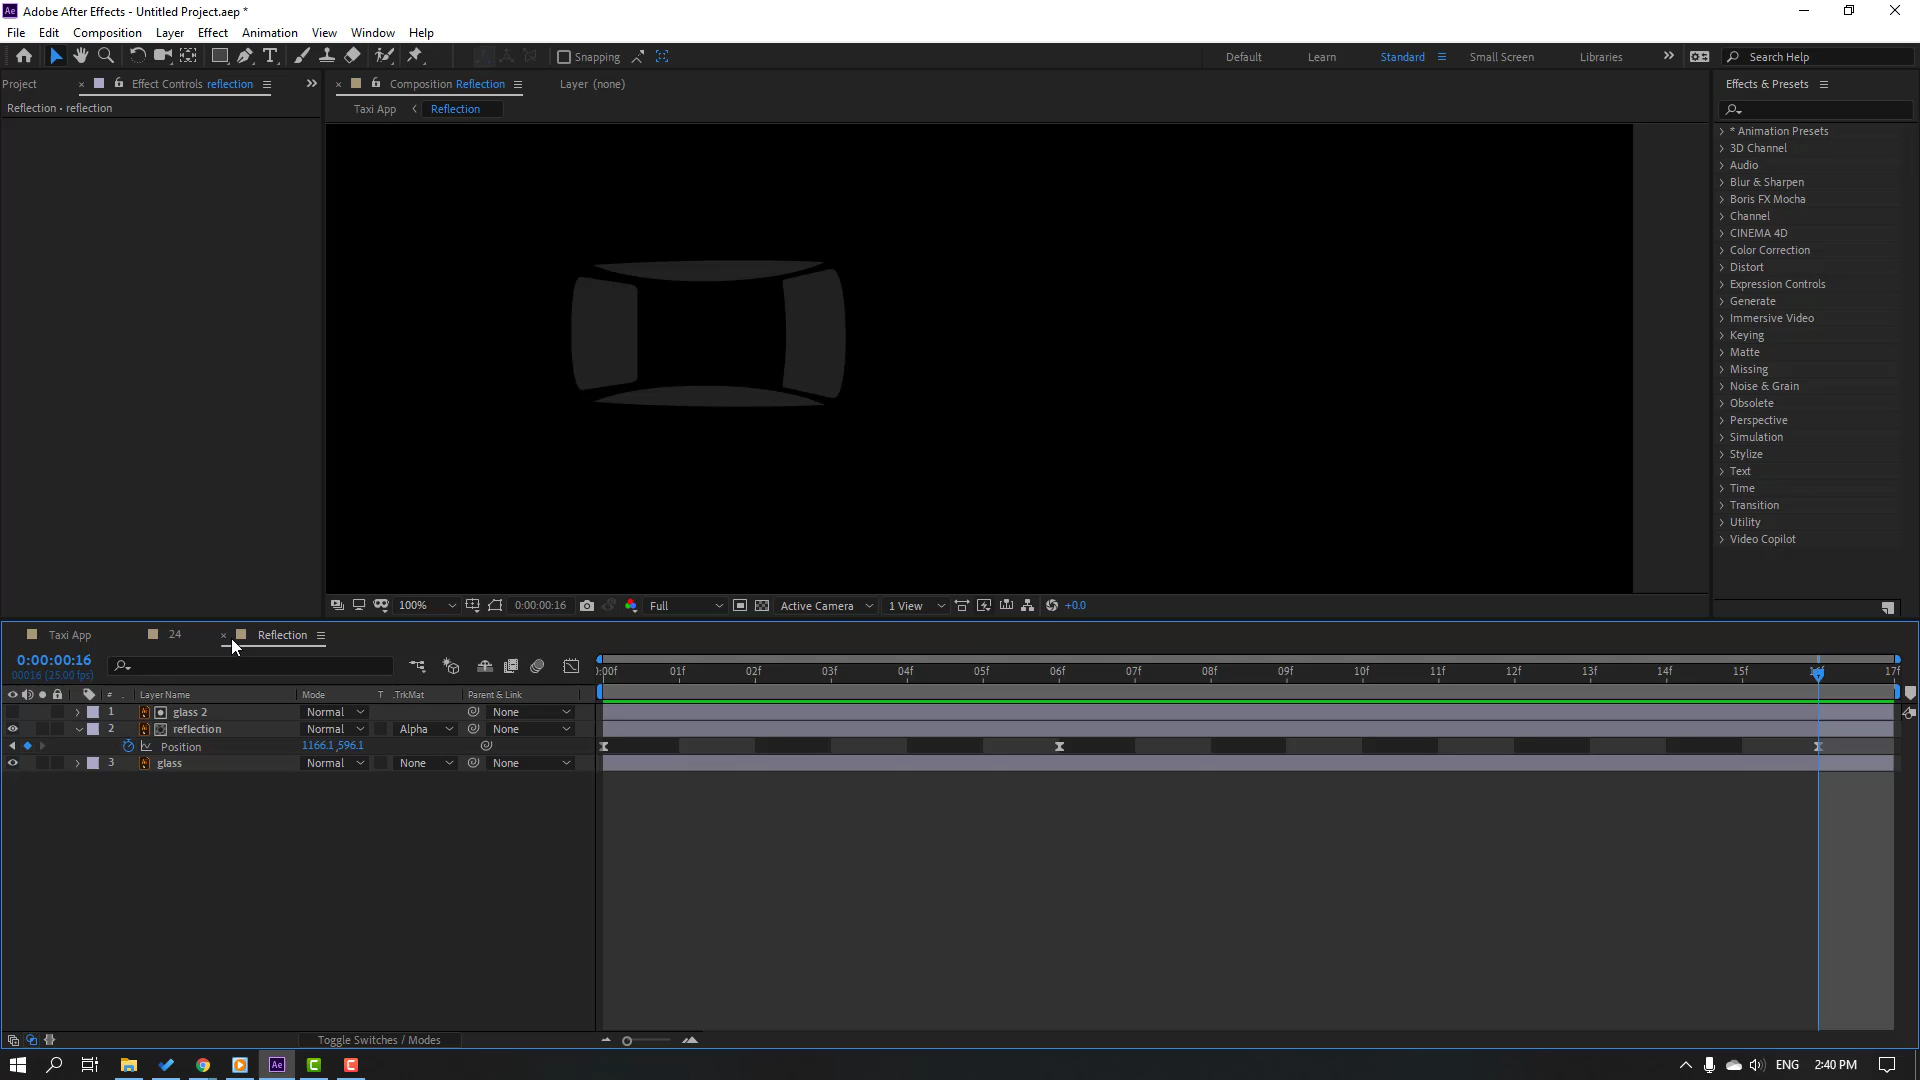 Adobe After Effects - Untitled Project.aep *
File Edit Composition Layer Effect Animation View Window Help
Snapping Default Learn Standard Small Screen Libraries Search Help
Project Effect Controls reflection Composition Reflection Layer (none) Effects & Presets
Reflection • reflection
Taxi App Reflection
* Animation Presets
3D Channel
Audio
Blur & Sharpen
Boris FX Mocha
Channel
CINEMA 4D
Color Correction
Distort
Expression Controls
Generate
Immersive Video
Keying
Matte
Missing
Noise & Grain
Obsolete
Perspective
Simulation
Stylize
Text
Time
Transition
Utility
Video Copilot
100% 0:00:00:16 Full Active Camera 1 View +0.0
Taxi App 24 Reflection
0:00:00:16
00016 (25.00 fps)
:00f 01f 02f 03f 04f 05f 06f 07f 08f 09f 10f 11f 12f 13f 14f 15f 16f 17f
# Layer Name Mode T .TrkMat Parent & Link
1 glass 2 Normal None
2 reflection Normal Alpha None
Position 1166.1,596.1
3 glass Normal None None
Toggle Switches / Modes
ENG 2:40 PM